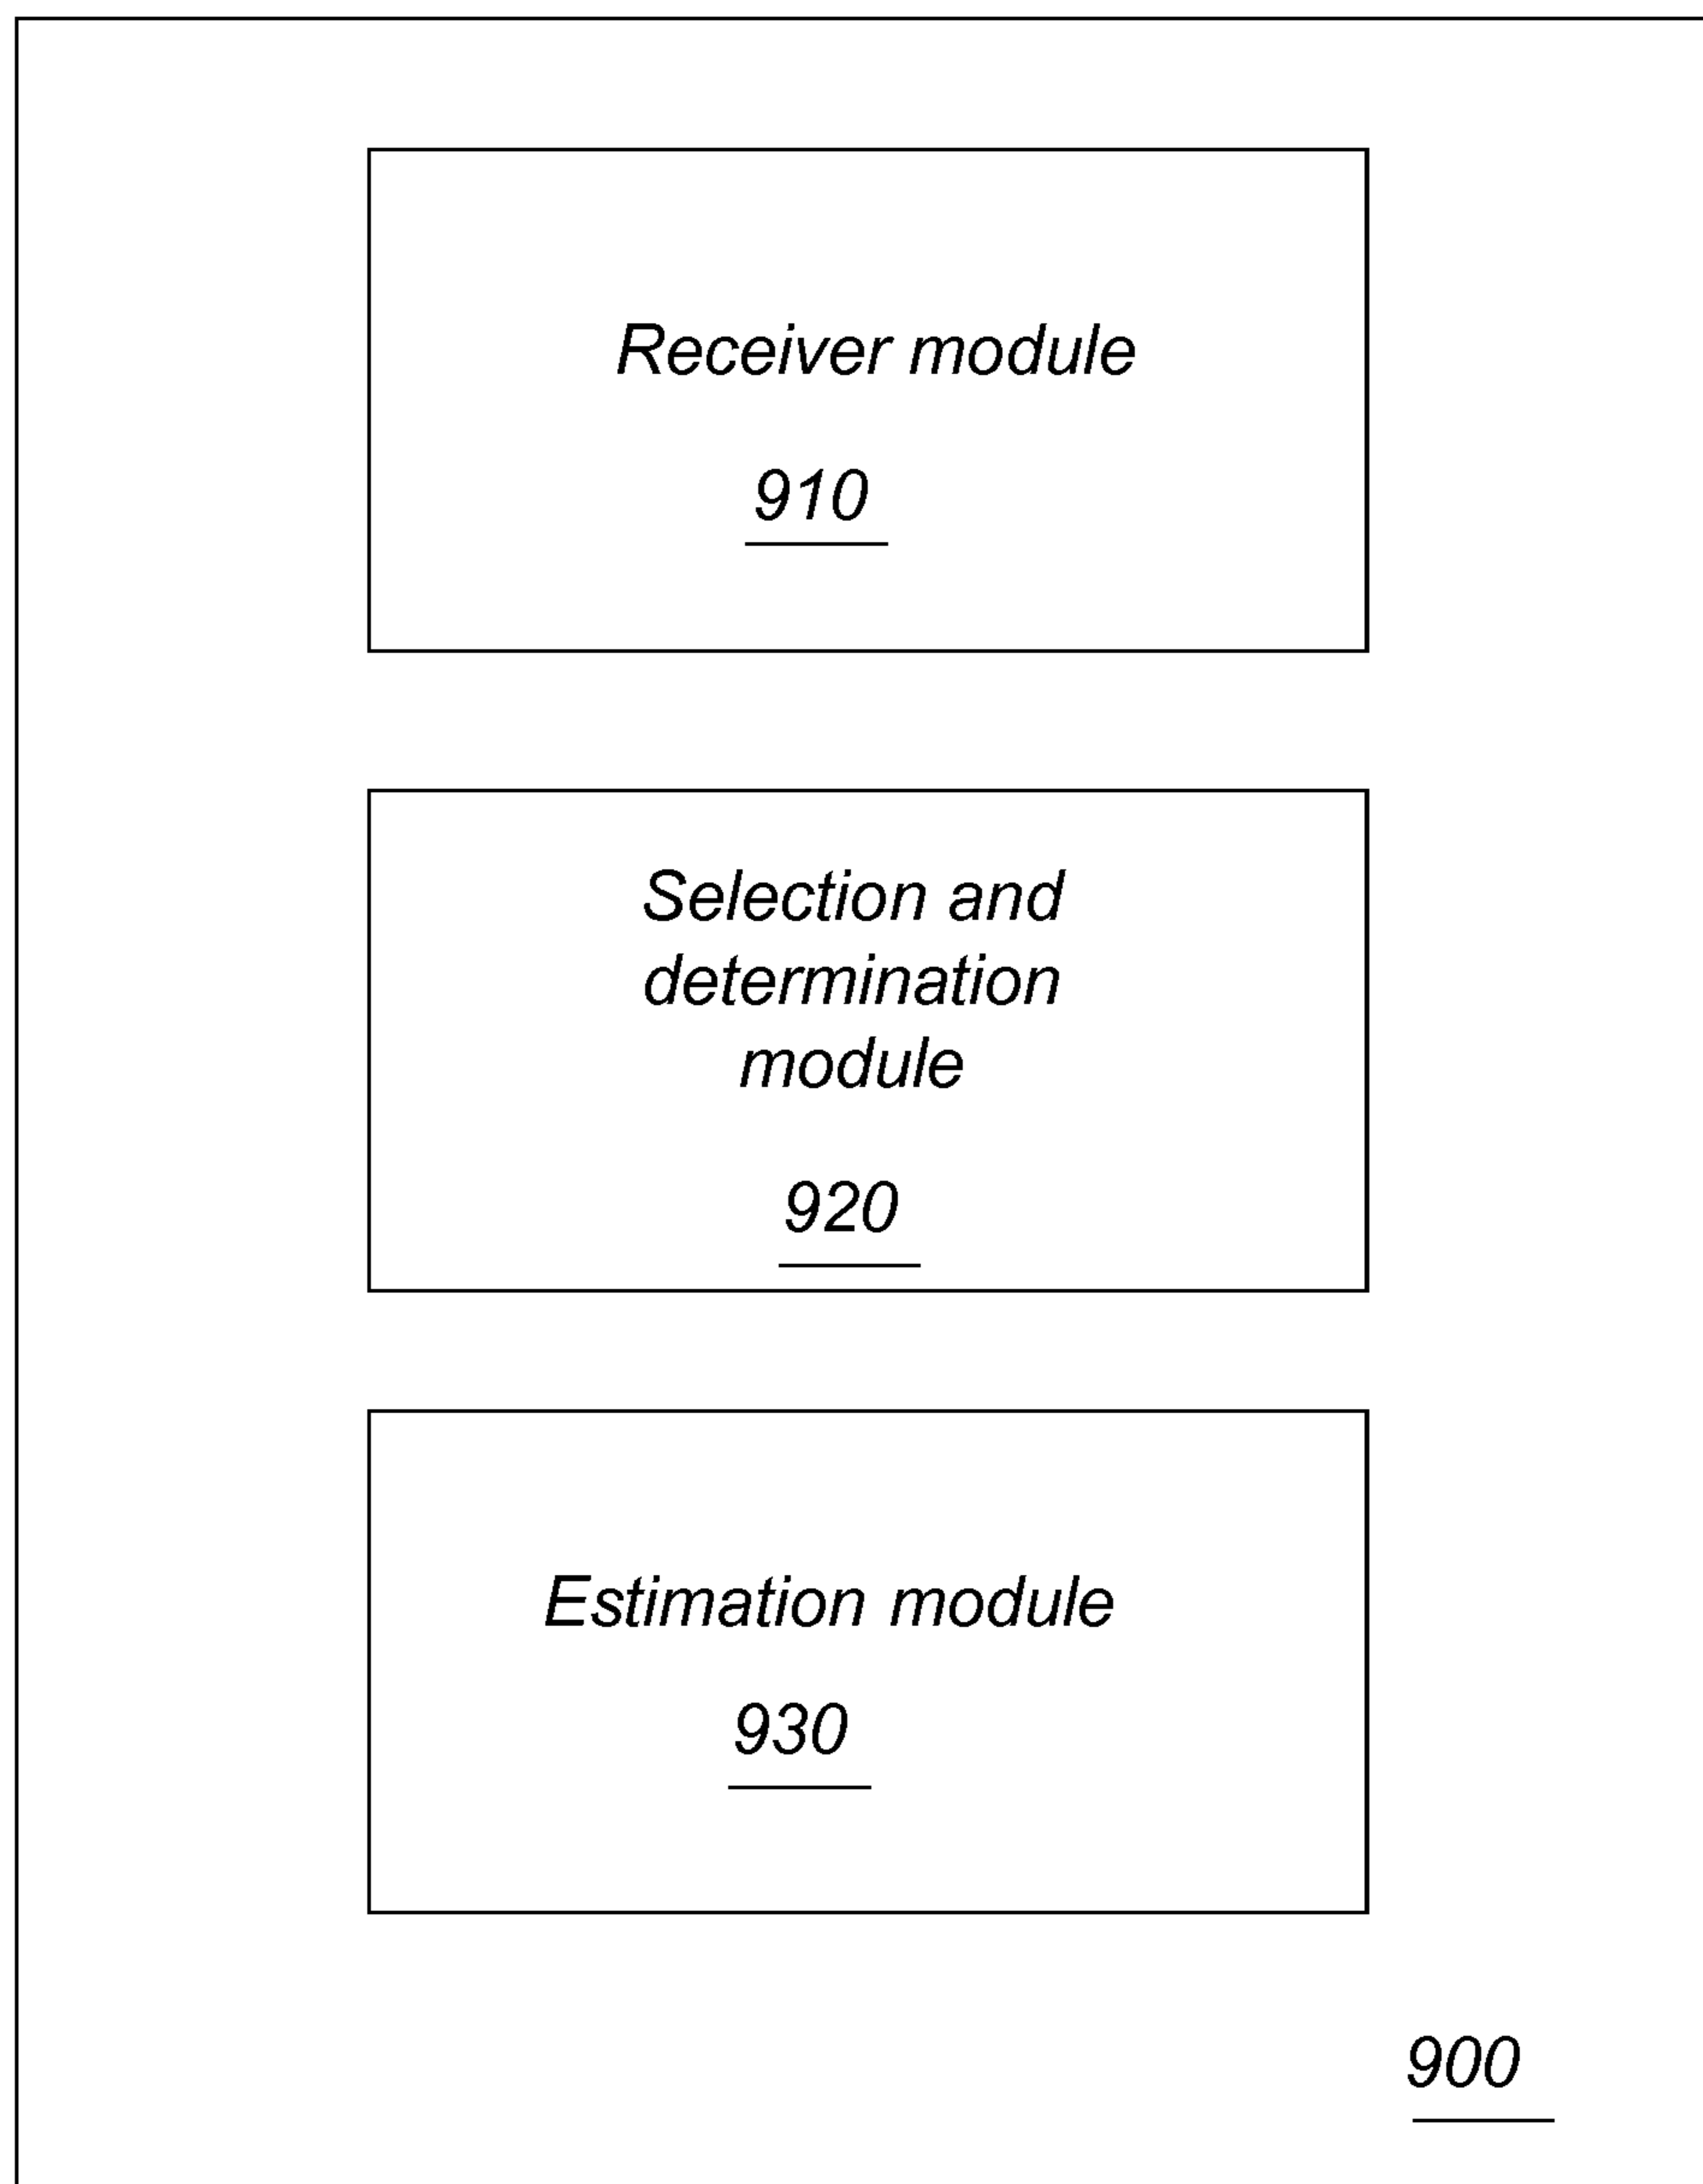 Receiver module
910
Selection and
determination
module
920
Estimation module
930
900